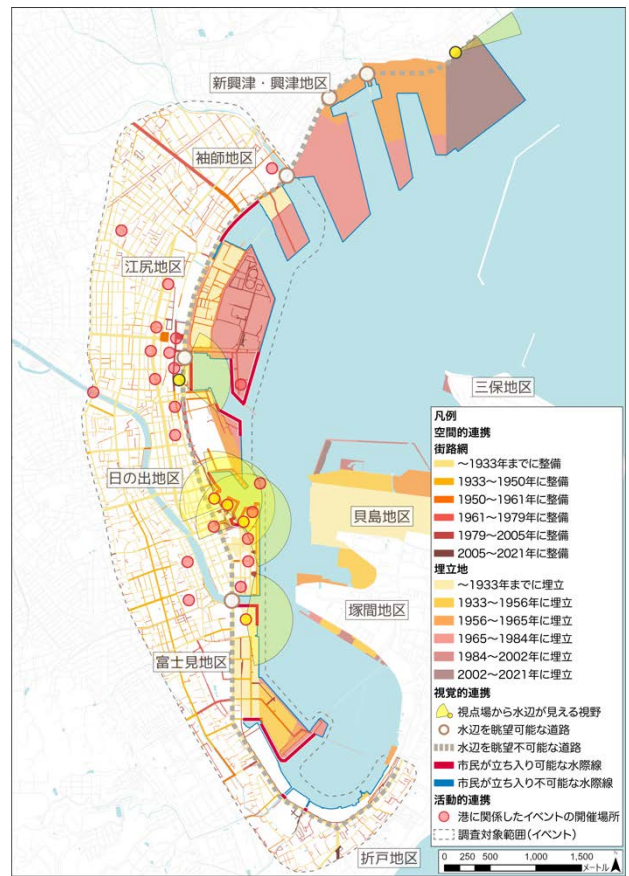 新興津・興津地区
袖師地区
江尻地区
三保地区
日の出地区
貝島地区
塚間地区
富士見地区
折戸地区
凡例
空間的連携
街路網
～1933年までに整備
1933～1950年に整備
1950～1961年に整備
1961～1979年に整備
1979～2005年に整備
2005～2021年に整備
埋立地
～1933年までに埋立
1933～1956年に埋立
1956～1965年に埋立
1965～1984年に埋立
1984～2002年に埋立
2002～2021年に埋立
視覚的連携
視点場から水辺が見える視野
水辺を眺望可能な道路
水辺を眺望不可能な道路
市民が立ち入り可能な水際線
市民が立ち入り不可能な水際線
活動的連携
港に関係したイベントの開催場所
調査対象範囲(イベント)
0 250 500 1,000 1,500
メートル